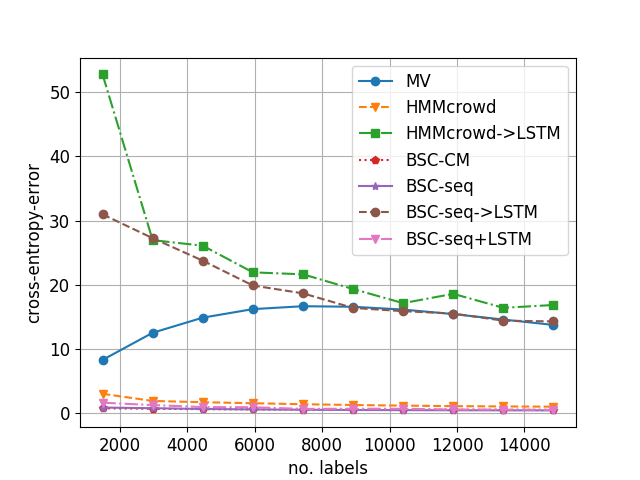 50
40
30
20
10
0
cross-entropy-error
MV
HMMcrowd
HMMcrowd->LSTM
BSC-CM
BSC-seq
BSC-seq->LSTM
BSC-seq+LSTM
2000 4000 6000 8000 10000 12000 14000
no. labels